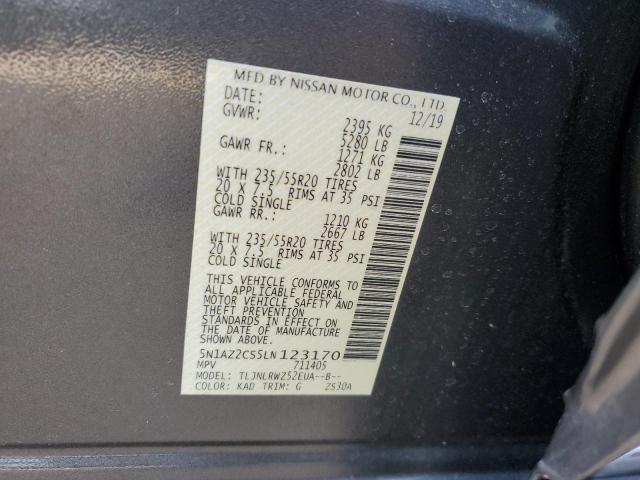 MFD BY NISSAN MOTOR CO., LTD.
DATE: 12/19
GVWR: 2395 KG
5280 LB
GAWR FR.: 1271 KG
2802 LB
WITH 235/55R20 TIRES
20 X 7.5 RIMS AT 35 PSI
COLD SINGLE
GAWR RR.: 1210 KG
2667 LB
WITH 235/55R20 TIRES
20 X 7.5 RIMS AT 35 PSI
COLD SINGLE
THIS VEHICLE CONFORMS TO
ALL APPLICABLE FEDERAL
MOTOR VEHICLE SAFETY AND
THEFT PREVENTION
STANDARDS IN EFFECT ON
THE DATE OF MANUFACTURE
SHOWN ABOVE.
5N1AZ2CS5LN123170
MPV 711405
MODEL: TLJNLRWZ52EUA--B--
COLOR: KAD TRIM: G ZS30A